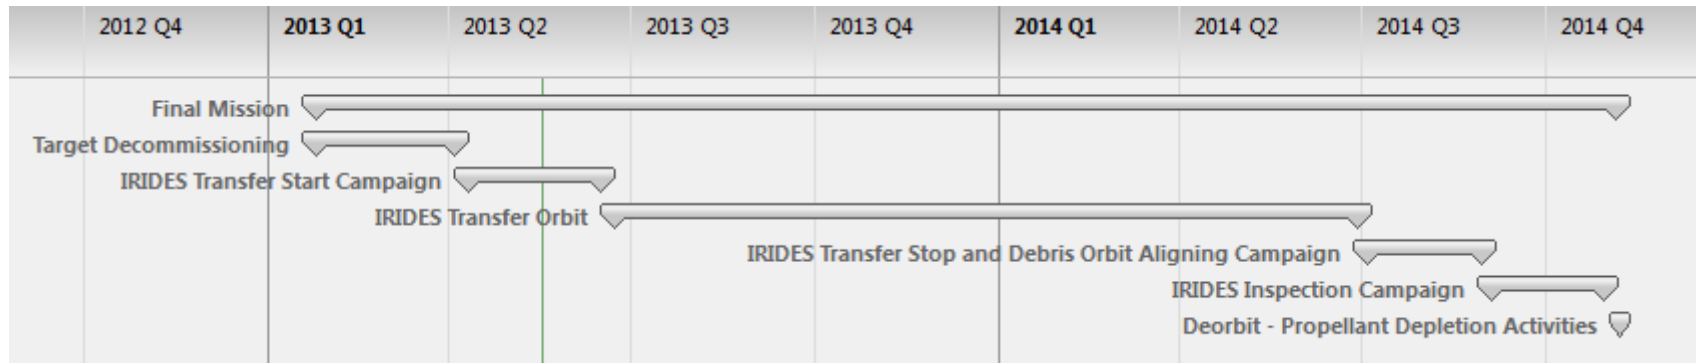 2012 Q4 2013 Q1 2013 Q2 2013 Q3 2013 Q4 2014 Q1 2014 Q2 2014 Q3 2014 Q4
Final Mission
Target Decommissioning
IRIDES Transfer Start Campaign
IRIDES Transfer Orbit
IRIDES Transfer Stop and Debris Orbit Aligning Campaign
IRIDES Inspection Campaign
Deorbit - Propellant Depletion Activities